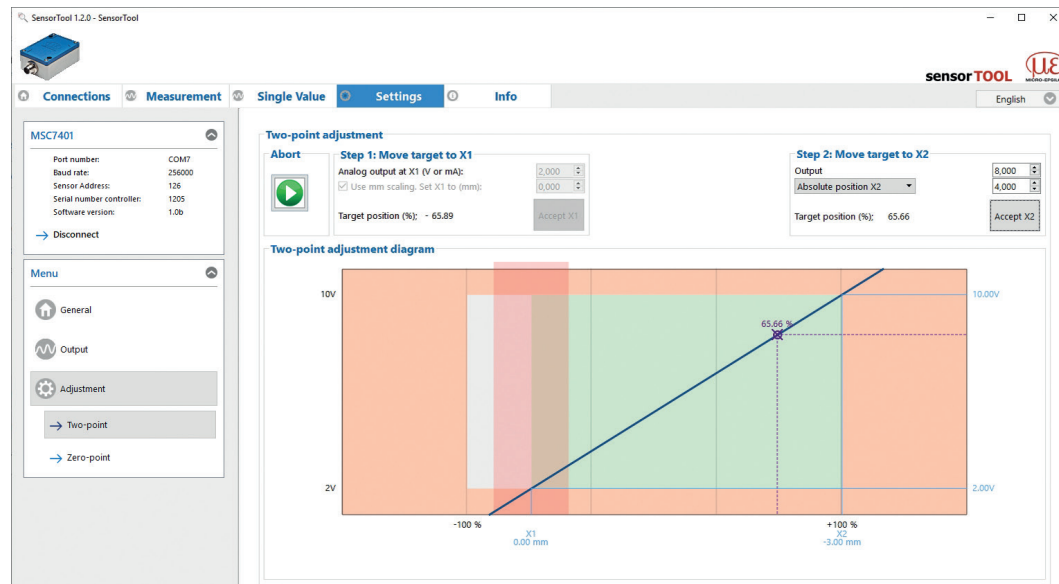 SensorTool 1.2.0 - SensorTool
sensorTOOL
με
MICRO-EPSILON
Connections Measurement Single Value Settings Info
English
MSC7401
Port number: COM7
Baud rate: 256000
Sensor Address: 126
Serial number controller: 1205
Software version: 1.0b
Disconnect
Menu
General
Output
Adjustment
Two-point
Zero-point
Two-point adjustment
Abort
Step 1: Move target to X1
Analog output at X1 (V or mA): 2,000
Use mm scaling. Set X1 to (mm): 0,000
Target position (%); - 65.89
Accept X1
Step 2: Move target to X2
Output 8,000
Absolute position X2 4,000
Target position (%); 65.66
Accept X2
Two-point adjustment diagram
10V 10.00V
65.66 %
2V 2.00V
-100 % +100 %
X1 X2
0.00 mm -3.00 mm